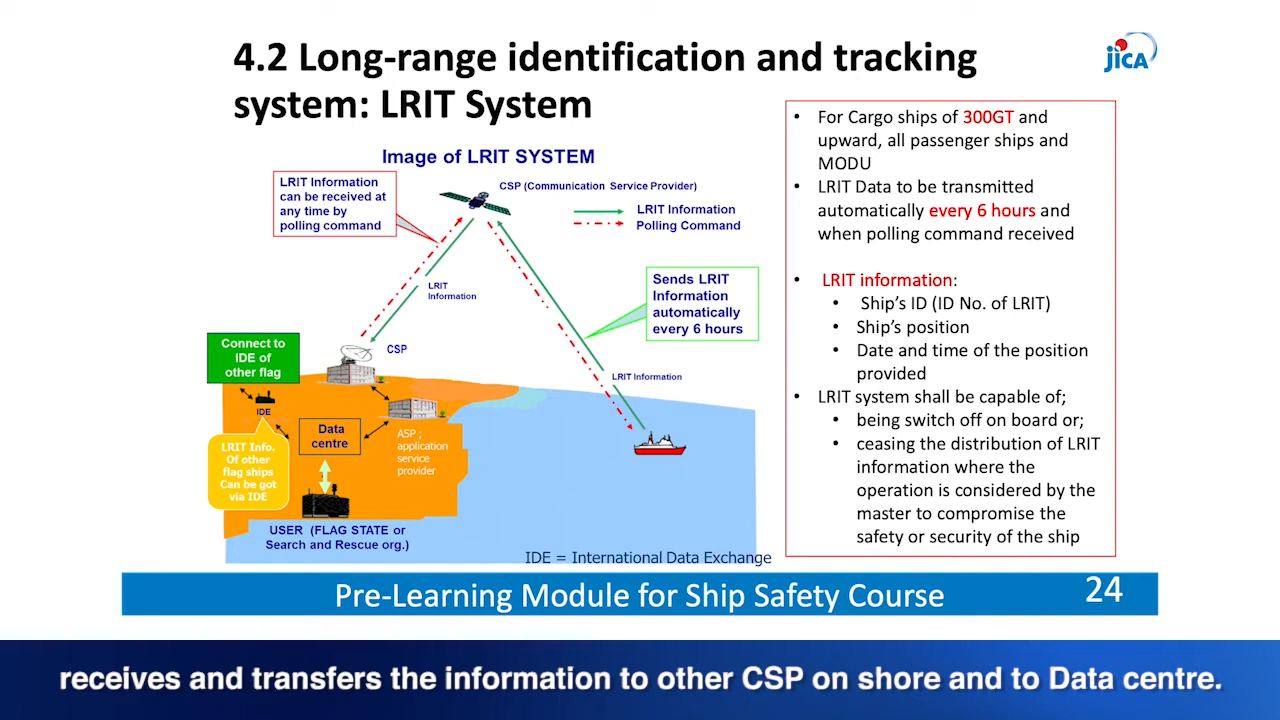 4.2 Long-range identification and tracking
system: LRIT System
JICA
Image of LRIT SYSTEM
LRIT Information
can be received at
any time by
polling command
CSP (Communication Service Provider)
LRIT Information
Polling Command
LRIT
Information
Sends LRIT
Information
automatically
every 6 hours
Connect to
IDE of
other flag
CSP
LRIT Information
IDE
Data
centre
ASP ;
application
service
provider
LRIT Info.
Of other
flag ships
Can be got
via IDE
USER (FLAG STATE or
Search and Rescue org.)
IDE = International Data Exchange
• For Cargo ships of 300GT and
upward, all passenger ships and
MODU
• LRIT Data to be transmitted
automatically every 6 hours and
when polling command received
• LRIT information:
• Ship’s ID (ID No. of LRIT)
• Ship’s position
• Date and time of the position
provided
• LRIT system shall be capable of;
• being switch off on board or;
• ceasing the distribution of LRIT
information where the
operation is considered by the
master to compromise the
safety or security of the ship
Pre-Learning Module for Ship Safety Course
24
receives and transfers the information to other CSP on shore and to Data centre.